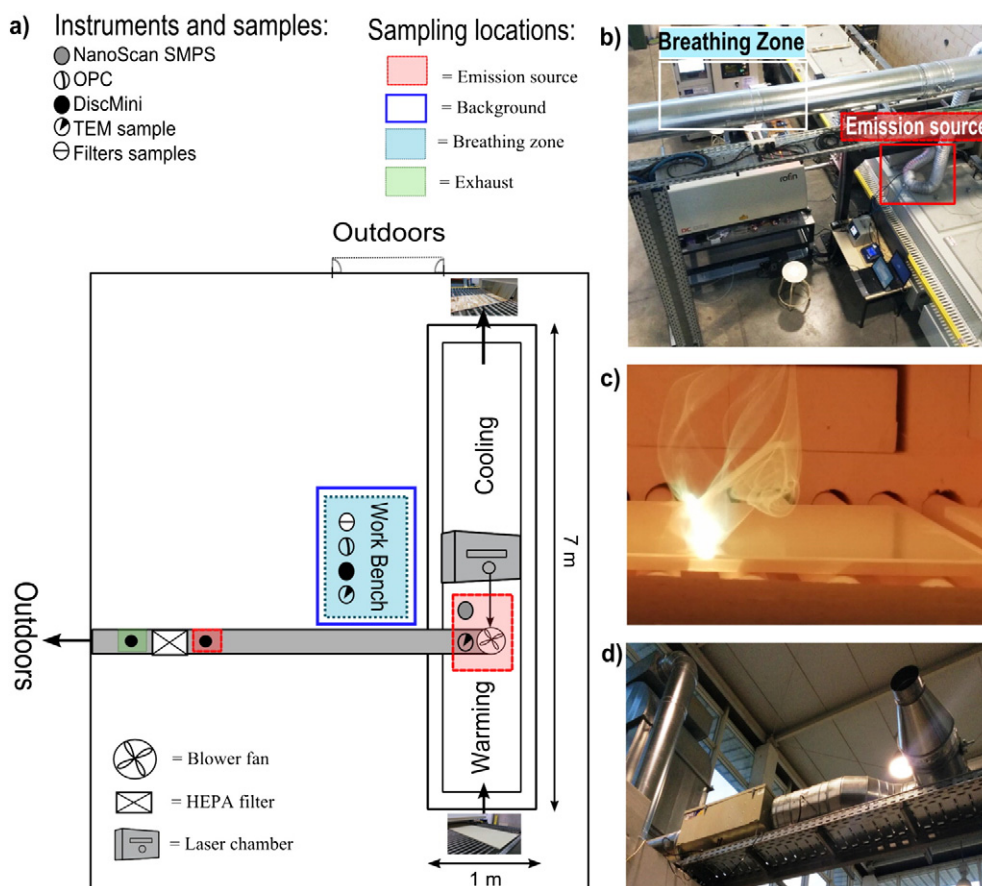 a)
Instruments and samples:
NanoScan SMPS
OPC
DiscMini
TEM sample
Filters samples
Sampling locations:
= Emission source
= Background
= Breathing zone
= Exhaust
Outdoors
Cooling
7 m
Work Bench
Outdoors
Warming
= Blower fan
= HEPA filter
= Laser chamber
1 m
b)
Breathing Zone
Emission source
rofin
c)
d)